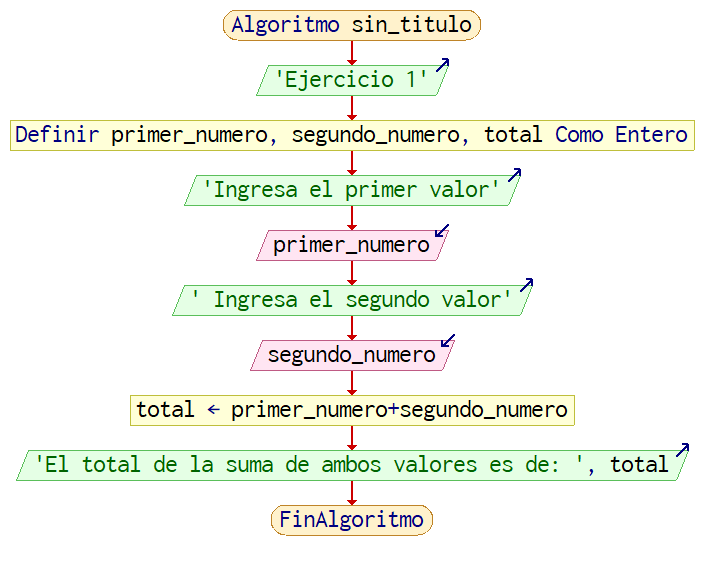 Algoritmo sin_titulo
'Ejercicio 1'
Definir primer_numero, segundo_numero, total Como Entero
'Ingresa el primer valor'
primer_numero
' Ingresa el segundo valor'
segundo_numero
total ← primer_numero+segundo_numero
'El total de la suma de ambos valores es de: ', total
FinAlgoritmo